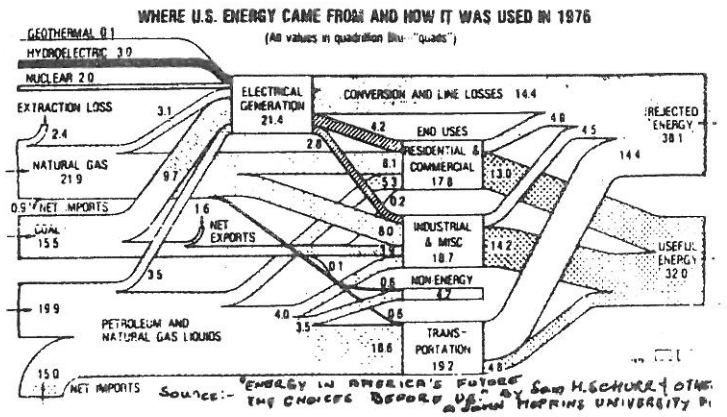 WHERE U.S. ENERGY CAME FROM AND HOW IT WAS USED IN 1976
(All values in quadrillion Btu- "quads")
GEOTHERMAL 0.1
HYDROELECTRIC 3.0
NUCLEAR 2.0
EXTRACTION LOSS
2.4
3.1
NATURAL GAS
21.9
ELECTRICAL
GENERATION
21.4
CONVERSION AND LINE LOSSES 14.4
4.2
2.8
END USES
RESIDENTIAL &
COMMERCIAL
17.8
8.1
5.3
0.2
4.8
4.5
13.0
14.4
REJECTED
ENERGY
38.1
9.7
0.9 NET IMPORTS
COAL
15.5
1.6
NET
EXPORTS
3.5
0.1
8.0
3.9
INDUSTRIAL
& MISC
18.7
14.2
USEFUL
ENERGY
32.0
NON-ENERGY
4.2
0.6
0.6
19.9
PETROLEUM AND
NATURAL GAS LIQUIDS
4.0
3.5
18.6
TRANS-
PORTATION
19.2
4.8
15.0
NET IMPORTS
Source:- "ENERGY IN AMERICA'S FUTURE
THE CHOICES BEFORE US" BY Sam H. SCHURR & OTHE
A JOHN HOPKINS UNIVERSITY